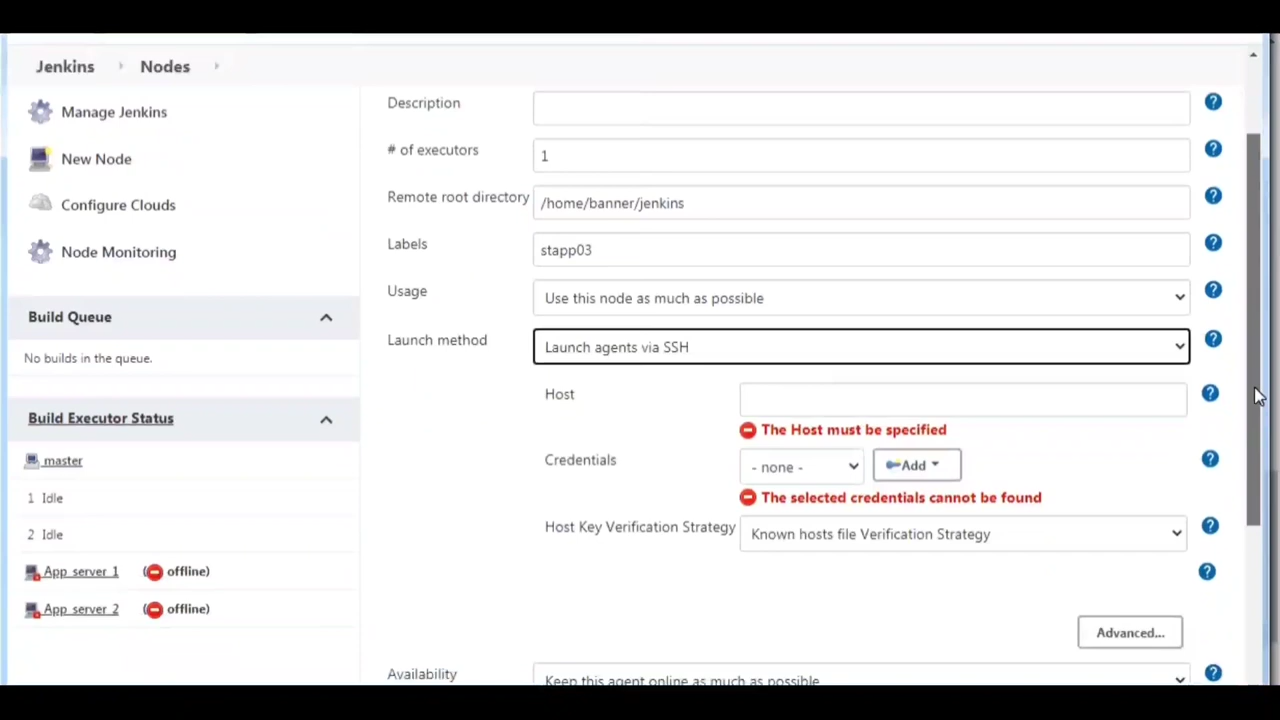 Jenkins Nodes
Manage Jenkins
New Node
Configure Clouds
Node Monitoring
Build Queue
No builds in the queue.
Build Executor Status
master
1 Idle
2 Idle
App server 1 (offline)
App server 2 (offline)
Description
# of executors 1
Remote root directory /home/banner/jenkins
Labels stapp03
Usage Use this node as much as possible
Launch method Launch agents via SSH
Host
The Host must be specified
Credentials - none - Add
The selected credentials cannot be found
Host Key Verification Strategy Known hosts file Verification Strategy
Advanced...
Availability Keep this agent online as much as possible